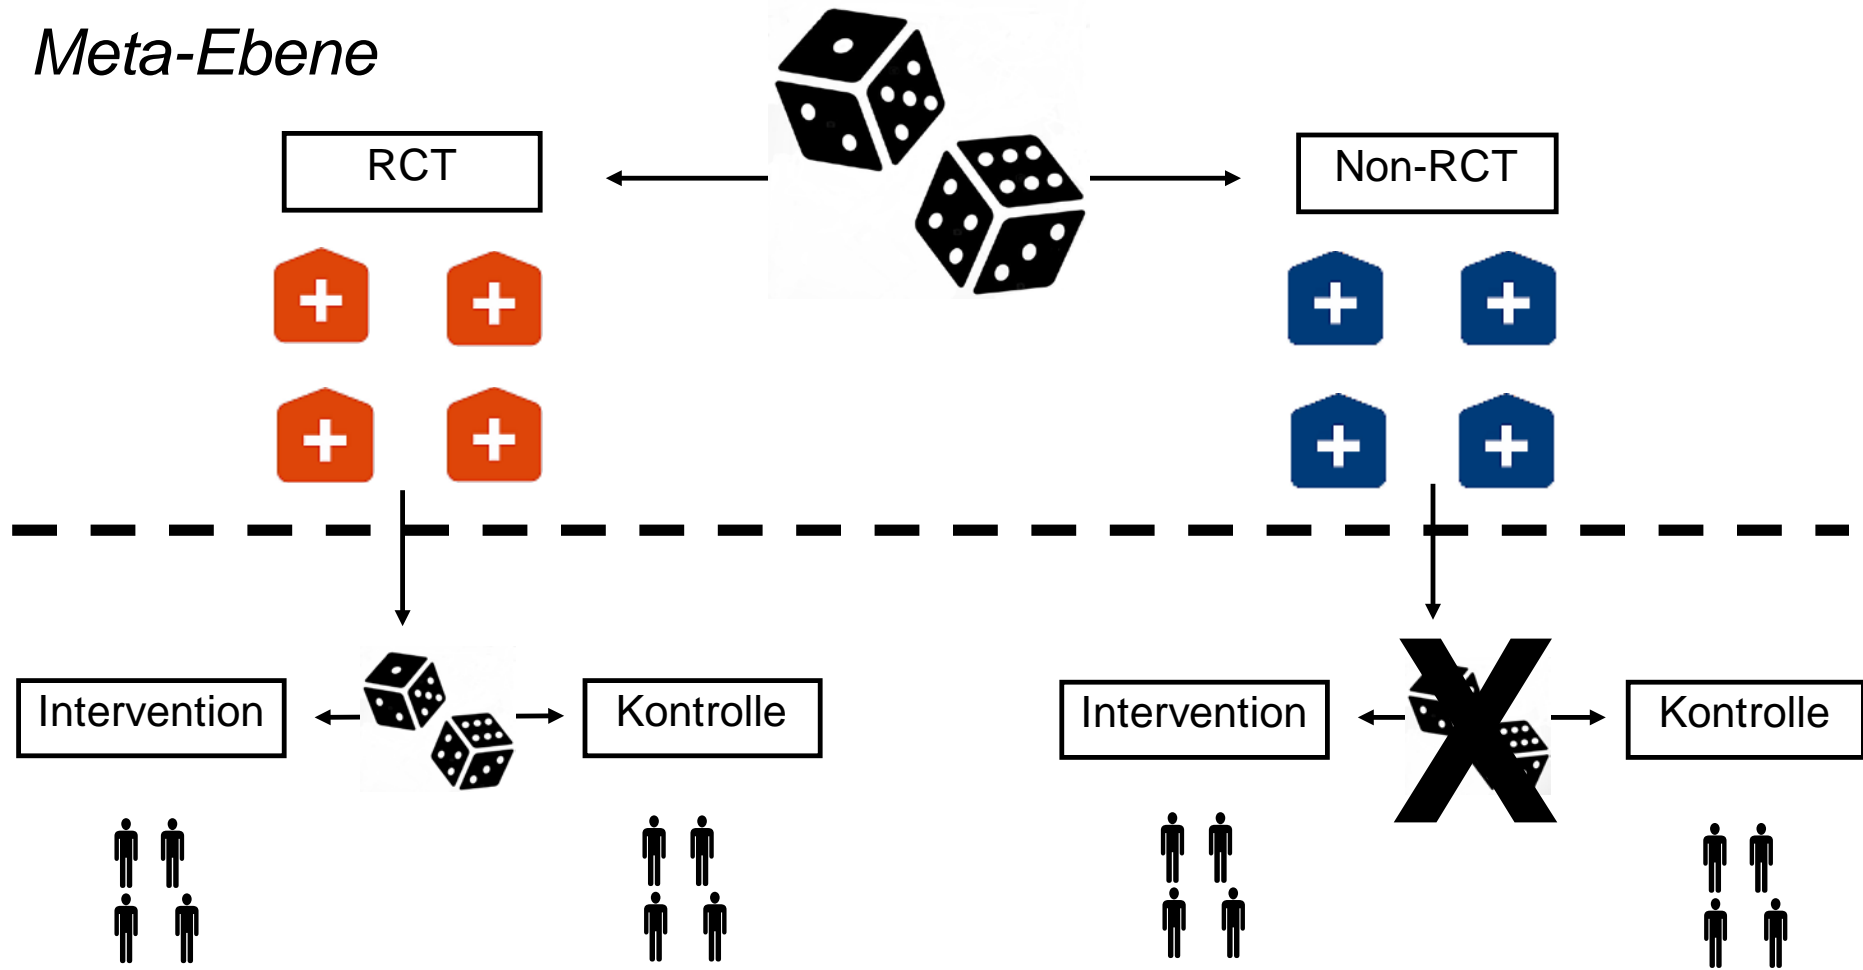 Meta-Ebene
RCT
Non-RCT
Intervention
Kontrolle
Intervention
Kontrolle